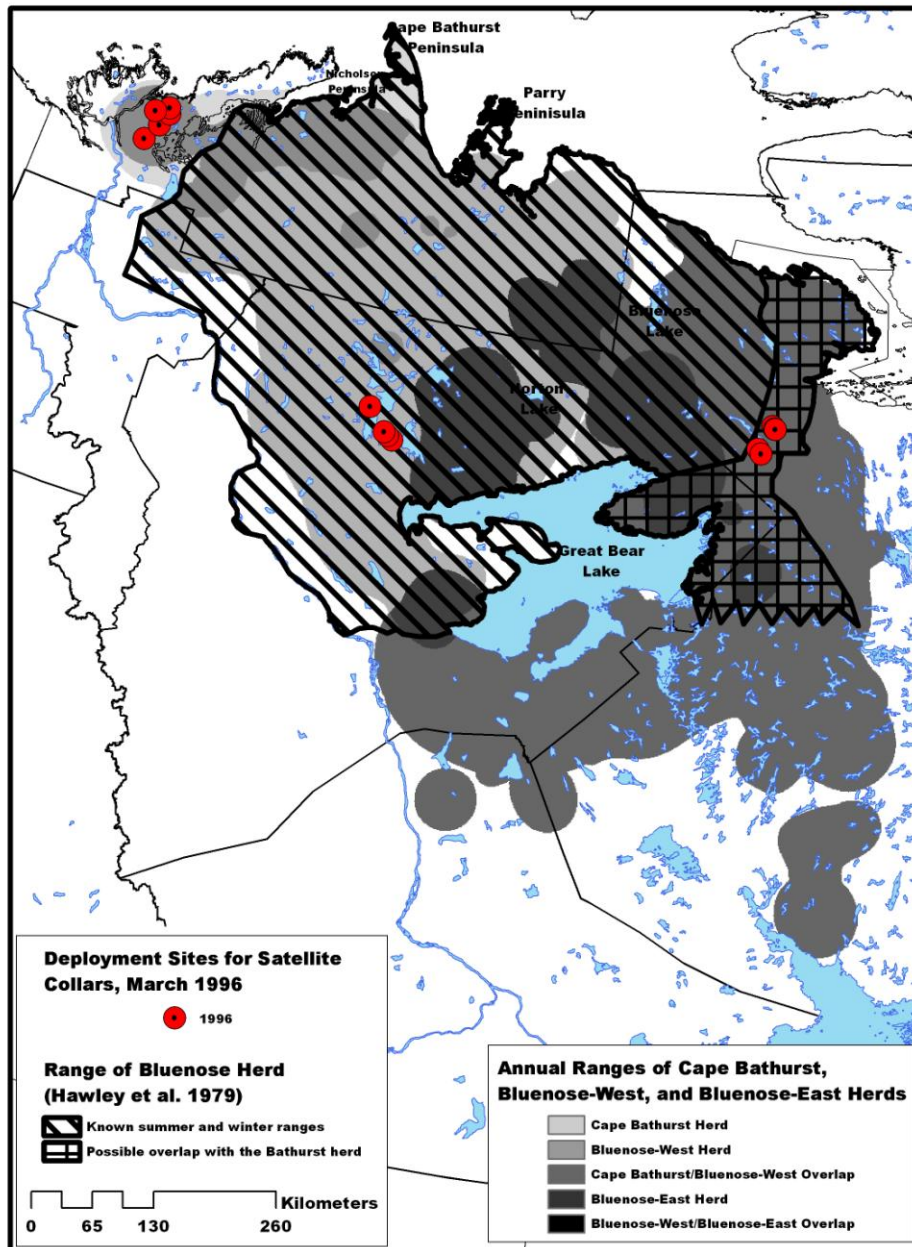 Cape Bathurst
Peninsula
Nicholson
Peninsula
Parry
Peninisula
Bluenose
Lake
Horton
Lake
Great Bear
Lake
Deployment Sites for Satellite
Collars, March 1996
1996
Range of Bluenose Herd
(Hawley et al. 1979)
Known summer and winter ranges
Possible overlap with the Bathurst herd
Kilometers
0 65 130 260
Annual Ranges of Cape Bathurst,
Bluenose-West, and Bluenose-East Herds
Cape Bathurst Herd
Bluenose-West Herd
Cape Bathurst/Bluenose-West Overlap
Bluenose-East Herd
Bluenose-West/Bluenose-East Overlap